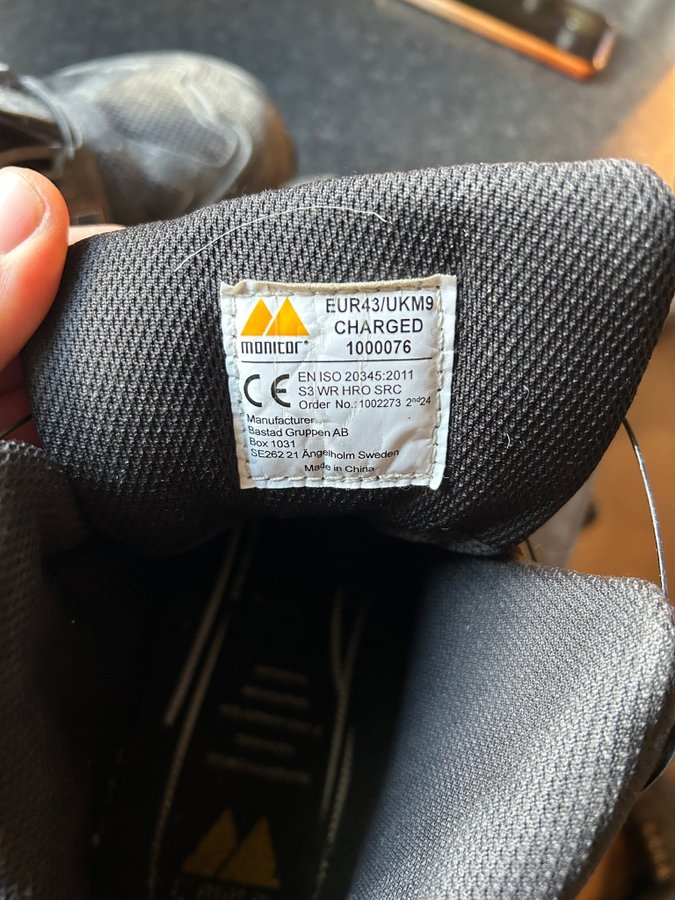 EUR43/UKM9
CHARGED
monitor®
1000076
CE
EN ISO 20345:2011
S3 WR HRO SRC
Order No.: 1002273 2nd24
Manufacturer
Bastad Gruppen AB
Box 1031
SE262 21 Ängelholm Sweden
Made in China